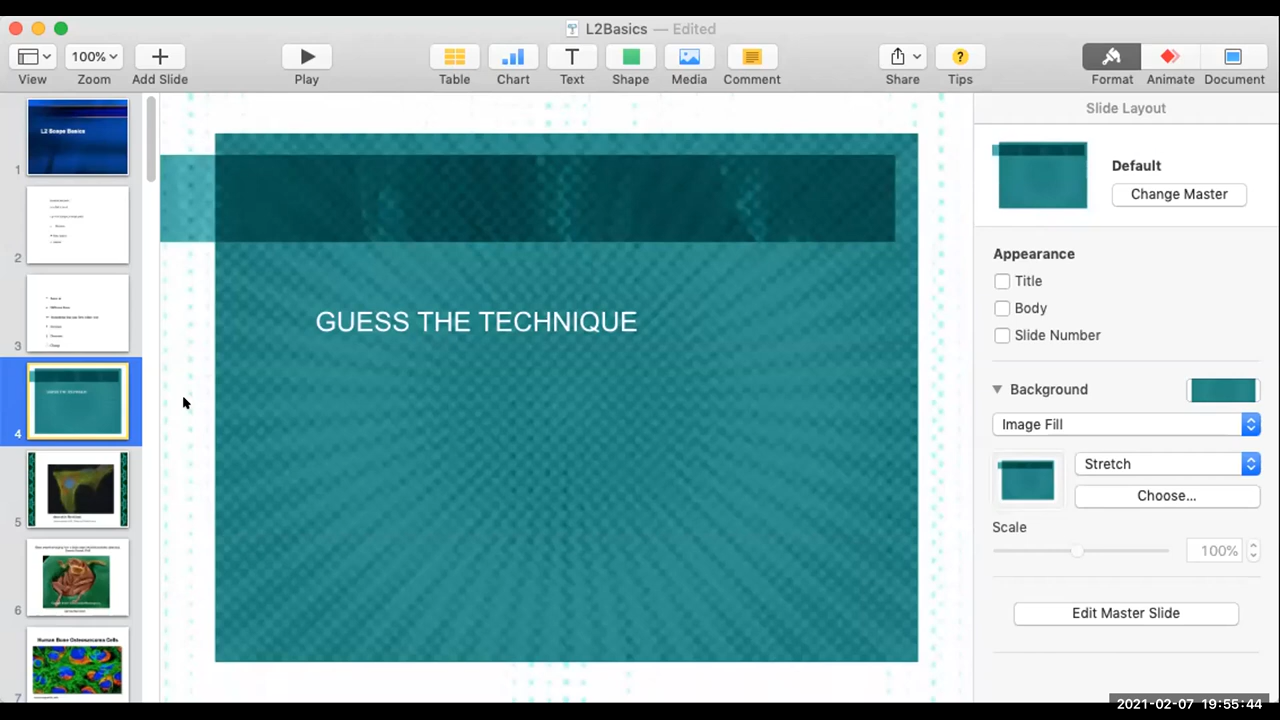 L2Basics — Edited
View
100%
Zoom
Add Slide
Play
Table
Chart
Text
Shape
Media
Comment
Share
Tips
Format
Animate
Document
L2 Scope Basics
1
2
3
GUESS THE TECHNIQUE
4
5
6
Human Bone Osteosarcoma Cells
7
GUESS THE TECHNIQUE
Slide Layout
Default
Change Master
Appearance
Title
Body
Slide Number
Background
Image Fill
Stretch
Choose...
Scale
100%
Edit Master Slide
2021-02-07 19:55:44